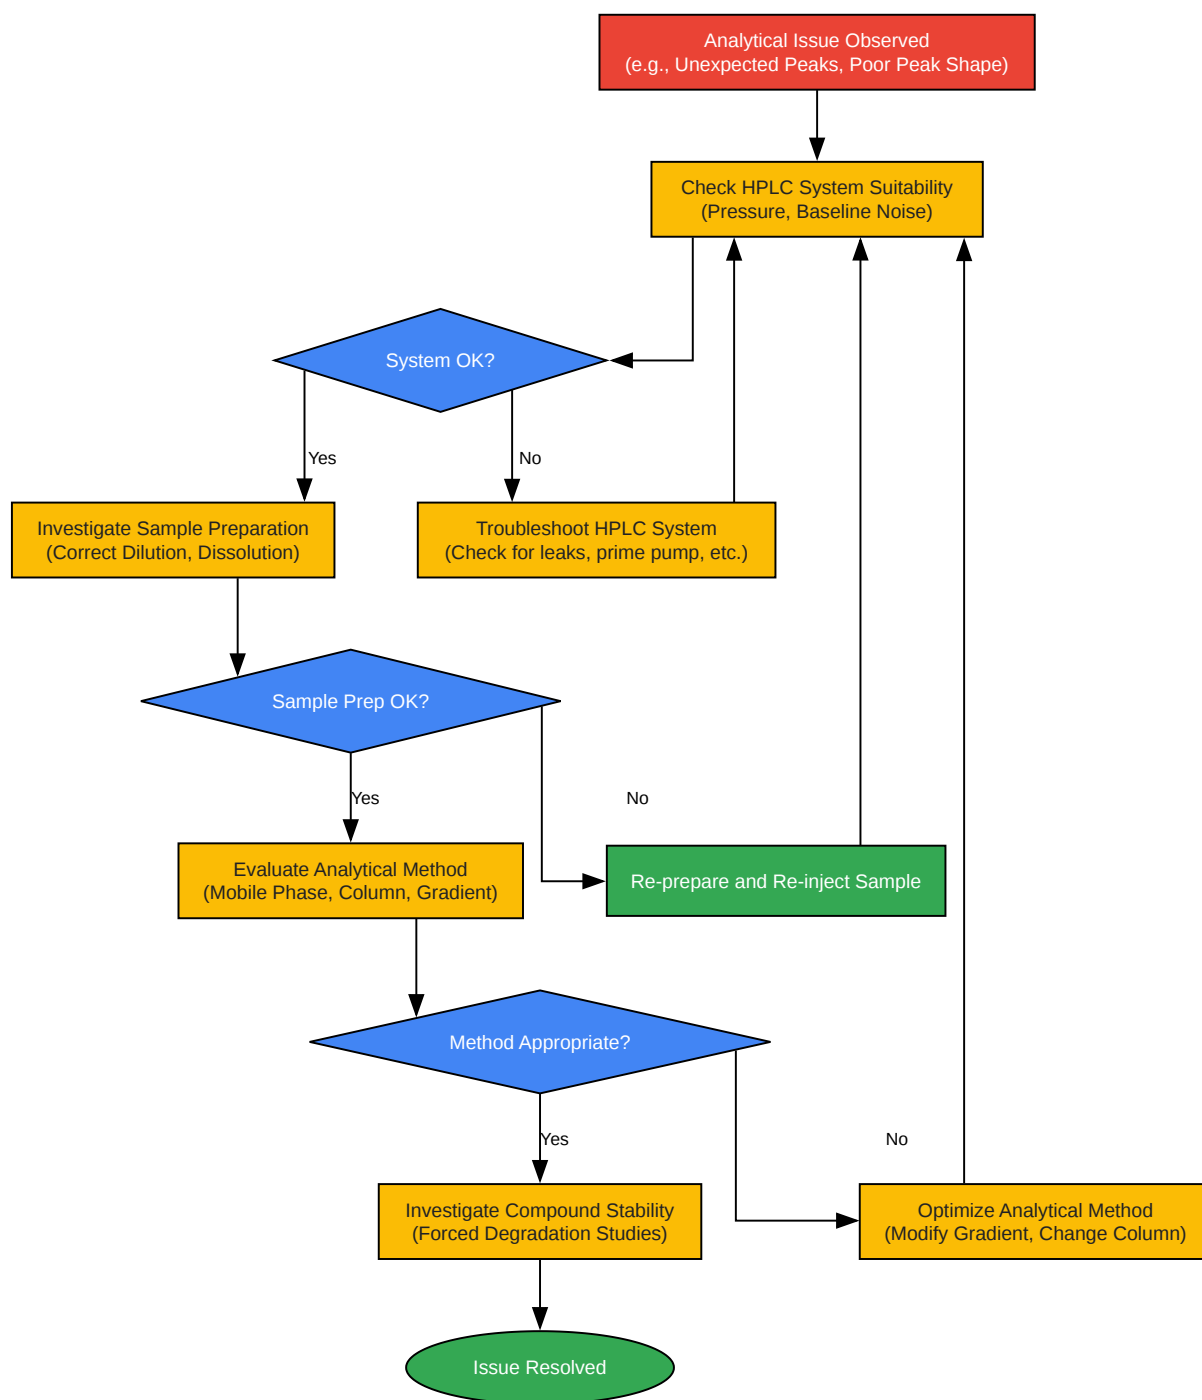 Analytical Issue Observed
(e.g., Unexpected Peaks, Poor Peak Shape)
Check HPLC System Suitability
(Pressure, Baseline Noise)
System OK?
Yes
No
Investigate Sample Preparation
(Correct Dilution, Dissolution)
Troubleshoot HPLC System
(Check for leaks, prime pump, etc.)
Sample Prep OK?
Yes
No
Evaluate Analytical Method
(Mobile Phase, Column, Gradient)
Re-prepare and Re-inject Sample
Method Appropriate?
Yes
No
Investigate Compound Stability
(Forced Degradation Studies)
Optimize Analytical Method
(Modify Gradient, Change Column)
Issue Resolved